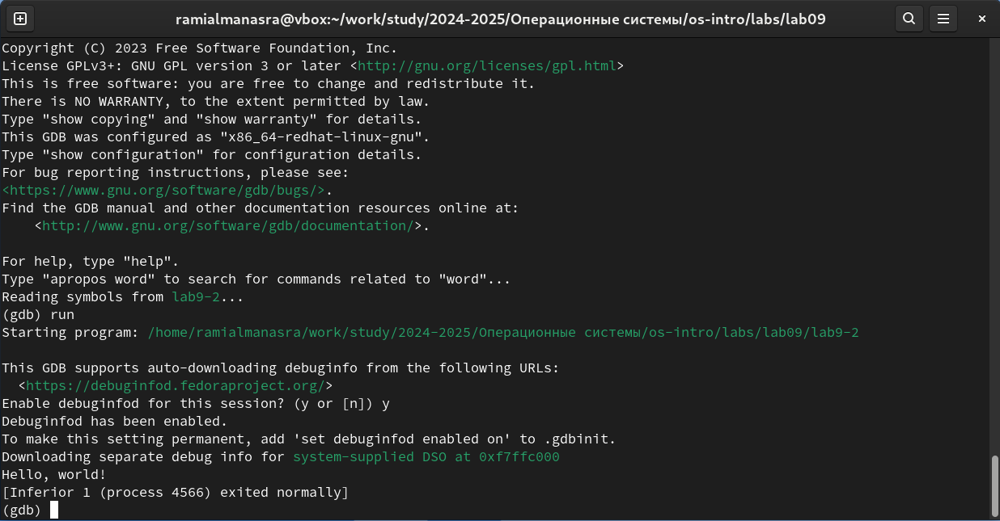 ramialmanasra@vbox:~/work/study/2024-2025/Операционные системы/os-intro/labs/lab09
Copyright (C) 2023 Free Software Foundation, Inc.
License GPLv3+: GNU GPL version 3 or later <http://gnu.org/licenses/gpl.html>
This is free software: you are free to change and redistribute it.
There is NO WARRANTY, to the extent permitted by law.
Type "show copying" and "show warranty" for details.
This GDB was configured as "x86_64-redhat-linux-gnu".
Type "show configuration" for configuration details.
For bug reporting instructions, please see:
<https://www.gnu.org/software/gdb/bugs/>.
Find the GDB manual and other documentation resources online at:
    <http://www.gnu.org/software/gdb/documentation/>.
For help, type "help".
Type "apropos word" to search for commands related to "word"...
Reading symbols from lab9-2...
(gdb) run
Starting program: /home/ramialmanasra/work/study/2024-2025/Операционные системы/os-intro/labs/lab09/lab9-2
This GDB supports auto-downloading debuginfo from the following URLs:
  <https://debuginfod.fedoraproject.org/>
Enable debuginfod for this session? (y or [n]) y
Debuginfod has been enabled.
To make this setting permanent, add 'set debuginfod enabled on' to .gdbinit.
Downloading separate debug info for system-supplied DSO at 0xf7ffc000
Hello, world!
[Inferior 1 (process 4566) exited normally]
(gdb)